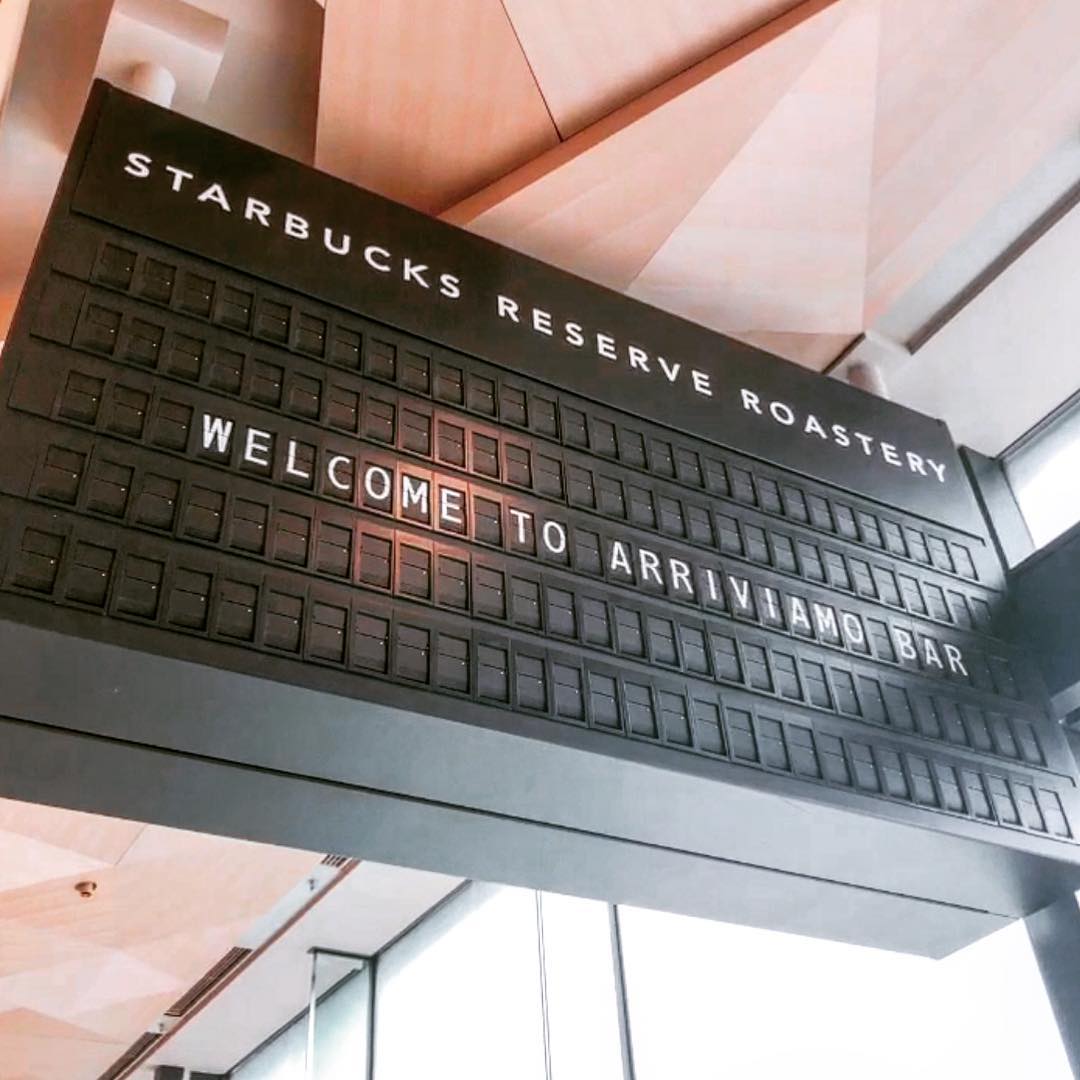 STARBUCKS RESERVE ROASTERY
WELCOME TO ARRIVIAMO BAR